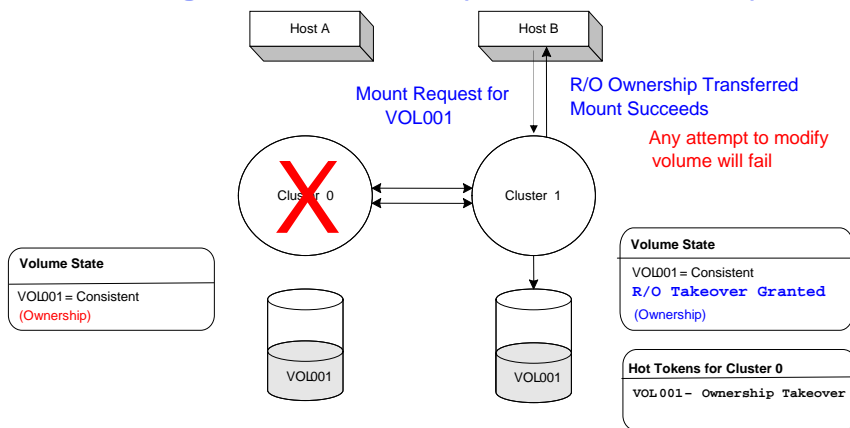 Host A
Host B
Mount Request for
VOL001
R/O Ownership Transferred
Mount Succeeds
Any attempt to modify
volume will fail
Cluster 0
Cluster 1
Volume State
VOL001 = Consistent
(Ownership)
VOL001
VOL001
Volume State
VOL001 = Consistent
R/O Takeover Granted
(Ownership)
Hot Tokens for Cluster 0
VOL001- Ownership Takeover